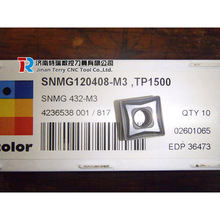 济南特瑞数控刀具有限公司
Jinan Terry CNC Tool Co.,Ltd
SNMG120408-M3 ,TP1500
SNMG 432-M3
4236538 001 / 817
QTY 10
02601065
EDP 36473
color